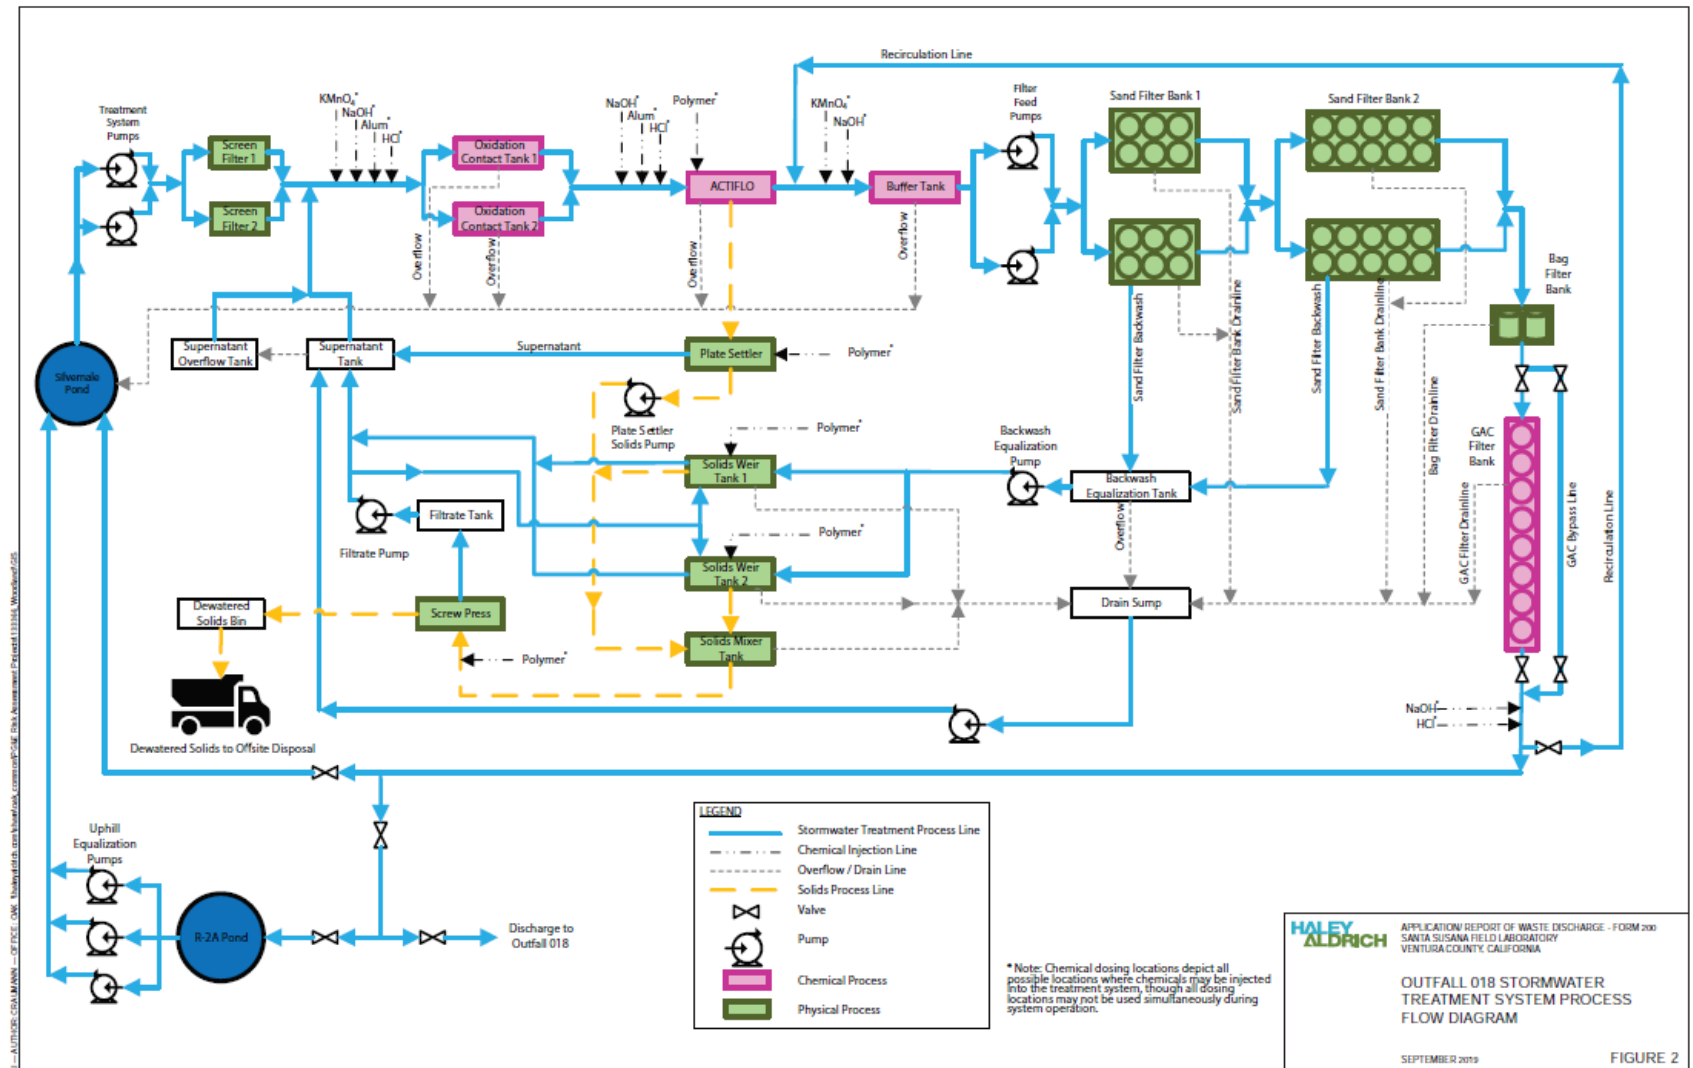 Recirculation Line
Treatment
System
Pumps
KMnO4*
NaOH*
Alum*
HCl*
Screen
Filter 1
Screen
Filter 2
Oxidation
Contact Tank 1
Oxidation
Contact Tank 2
NaOH*
Alum*
HCl*
Polymer*
ACTIFLO
KMnO4*
NaOH*
Buffer Tank
Filter
Feed
Pumps
Sand Filter Bank 1
Sand Filter Bank 2
Bag
Filter
Bank
Overflow
Overflow
Overflow
Overflow
Silvernale
Pond
Supernatant
Overflow Tank
Supernatant
Tank
Supernatant
Plate Settler
Polymer*
Plate Settler
Solids Pump
Polymer*
Solids Weir
Tank 1
Polymer*
Solids Weir
Tank 2
Solids Mixer
Tank
Filtrate Tank
Filtrate Pump
Screw Press
Polymer*
Dewatered
Solids Bin
Dewatered Solids to Offsite Disposal
Backwash
Equalization
Pump
Backwash
Equalization Tank
Overflow
Drain Sump
Sand Filter Backwash
Sand Filter Bank Drainline
Sand Filter Backwash
Sand Filter Bank Drainline
Bag Filter Drainline
GAC
Filter
Bank
GAC Filter Drainline
GAC Bypass Line
Recirculation Line
NaOH*
HCl*
Uphill
Equalization
Pumps
R-2A Pond
Discharge to
Outfall 018
LEGEND
Stormwater Treatment Process Line
Chemical Injection Line
Overflow / Drain Line
Solids Process Line
Valve
Pump
Chemical Process
Physical Process
* Note: Chemical dosing locations depict all
possible locations where chemicals may be injected
into the treatment system, though all dosing
locations may not be used simultaneously during
system operation.
HALEY
ALDRICH
APPLICATION/ REPORT OF WASTE DISCHARGE - FORM 200
SANTA SUSANA FIELD LABORATORY
VENTURA COUNTY, CALIFORNIA
OUTFALL 018 STORMWATER
TREATMENT SYSTEM PROCESS
FLOW DIAGRAM
SEPTEMBER 2019
FIGURE 2